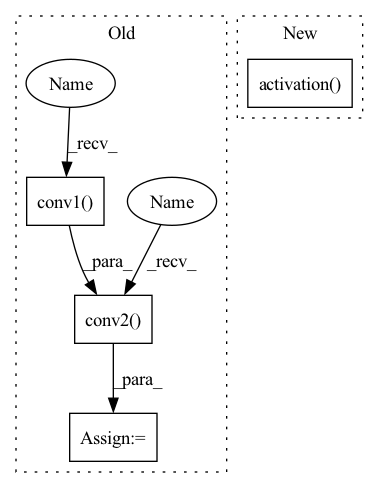 Old
New
Name
activation()
_recv_
conv1()
Name
_para_
_recv_
conv2()
_para_
Assign:=